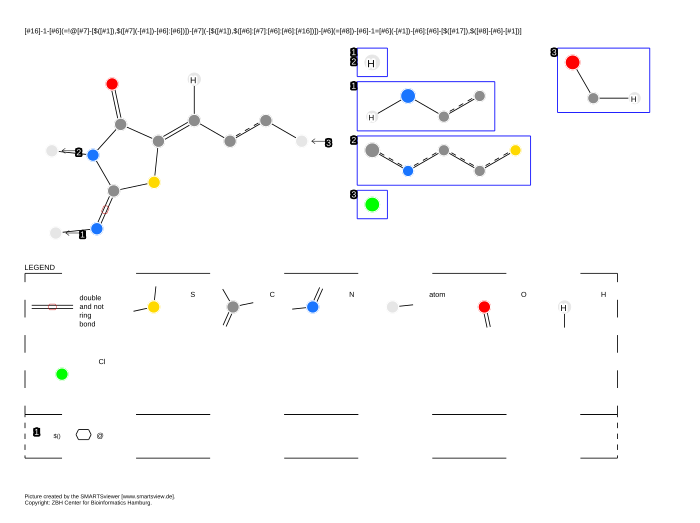 [#16]-1-[#6](=!@[#7]-[$([#1]),$([#7](-[#1])-[#6]:[#6])])-[#7](-[$([#1]),$([#6]:[#7]:[#6]:[#6]:[#16])])-[#6](=[#8])-[#6]-1=[#6](-[#1])-[#6]:[#6]-[$([#17]),$([#8]-[#6]-[#1])]
1
2
H
3
H
H
1
H
2
2
3
3
1
LEGEND
double
and not
ring
bond
S
C
N
atom
O
H
H
Cl
1
$()
@
Picture created by the SMARTSviewer [www.smartsview.de].
Copyright: ZBH Center for Bioinformatics Hamburg.